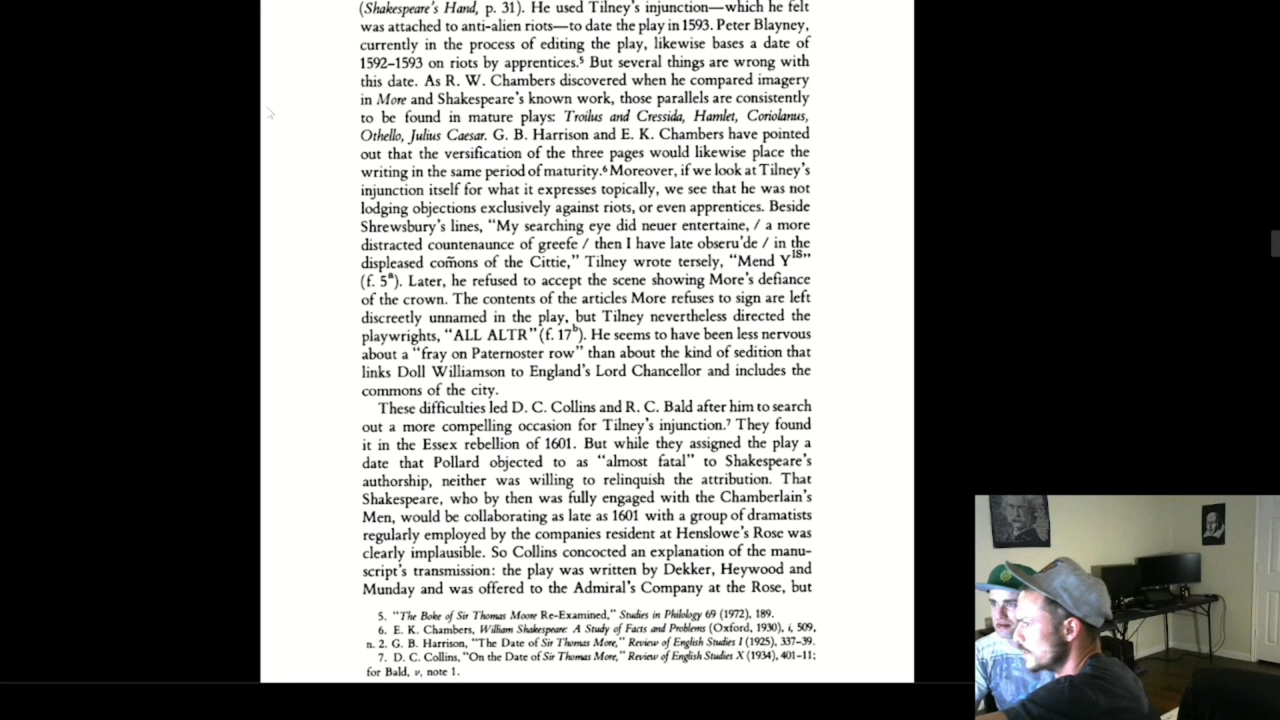 (Shakespeare's Hand, p. 31). He used Tilney's injunction—which he felt
was attached to anti-alien riots—to date the play in 1593. Peter Blayney,
currently in the process of editing the play, likewise bases a date of
1592–1593 on riots by apprentices.⁵ But several things are wrong with
this date. As R. W. Chambers discovered when he compared imagery
in More and Shakespeare's known work, those parallels are consistently
to be found in mature plays: Troilus and Cressida, Hamlet, Coriolanus,
Othello, Julius Caesar. G. B. Harrison and E. K. Chambers have pointed
out that the versification of the three pages would likewise place the
writing in the same period of maturity.⁶ Moreover, if we look at Tilney's
injunction itself for what it expresses topically, we see that he was not
lodging objections exclusively against riots, or even apprentices. Beside
Shrewsbury's lines, "My searching eye did neuer entertaine, / a more
distracted countenaunce of greefe / then I have late obseru'de / in the
displeased com̃ons of the Cittie," Tilney wrote tersely, "Mend Yᴵˢ"
(f. 5ᵃ). Later, he refused to accept the scene showing More's defiance
of the crown. The contents of the articles More refuses to sign are left
discreetly unnamed in the play, but Tilney nevertheless directed the
playwrights, "ALL ALTR" (f. 17ᵇ). He seems to have been less nervous
about a "fray on Paternoster row" than about the kind of sedition that
links Doll Williamson to England's Lord Chancellor and includes the
commons of the city.
These difficulties led D. C. Collins and R. C. Bald after him to search
out a more compelling occasion for Tilney's injunction.⁷ They found
it in the Essex rebellion of 1601. But while they assigned the play a
date that Pollard objected to as "almost fatal" to Shakespeare's
authorship, neither was willing to relinquish the attribution. That
Shakespeare, who by then was fully engaged with the Chamberlain's
Men, would be collaborating as late as 1601 with a group of dramatists
regularly employed by the companies resident at Henslowe's Rose was
clearly implausible. So Collins concocted an explanation of the manu-
script's transmission: the play was written by Dekker, Heywood and
Munday and was offered to the Admiral's Company at the Rose, but
5. "The Boke of Sir Thomas Moore Re-Examined," Studies in Philology 69 (1972), 189.
6. E. K. Chambers, William Shakespeare: A Study of Facts and Problems (Oxford, 1930), i, 509,
n. 2. G. B. Harrison, "The Date of Sir Thomas More," Review of English Studies I (1925), 337–39.
7. D. C. Collins, "On the Date of Sir Thomas More," Review of English Studies X (1934), 401–11;
for Bald, v, note 1.